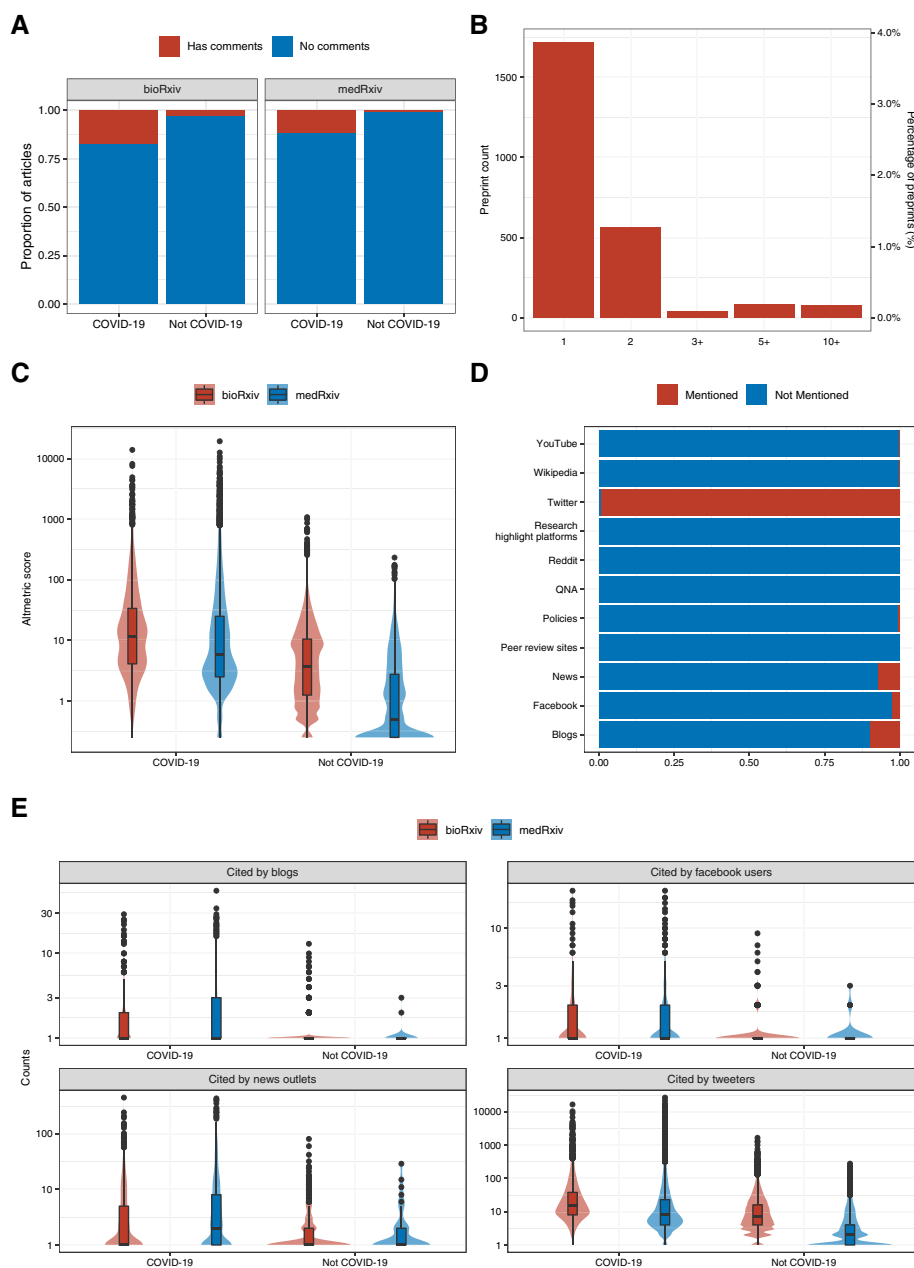 A
Has comments
No comments
bioRxiv
medRxiv
Proportion of articles
1.00
0.75
0.50
0.25
0.00
COVID-19
Not COVID-19
COVID-19
Not COVID-19
B
Preprint count
1500
1000
500
0
4.0%
3.0%
2.0%
1.0%
0.0%
Percentage of preprints (%)
1
2
3+
5+
10+
C
bioRxiv
medRxiv
Altmetric score
10000
1000
100
10
1
COVID-19
Not COVID-19
D
Mentioned
Not Mentioned
YouTube
Wikipedia
Twitter
Research
highlight platforms
Reddit
QNA
Policies
Peer review sites
News
Facebook
Blogs
0.00
0.25
0.50
0.75
1.00
E
bioRxiv
medRxiv
Counts
Cited by blogs
30
10
3
1
COVID-19
Not COVID-19
Cited by facebook users
10
3
1
COVID-19
Not COVID-19
Cited by news outlets
100
10
1
COVID-19
Not COVID-19
Cited by tweeters
10000
1000
100
10
1
COVID-19
Not COVID-19